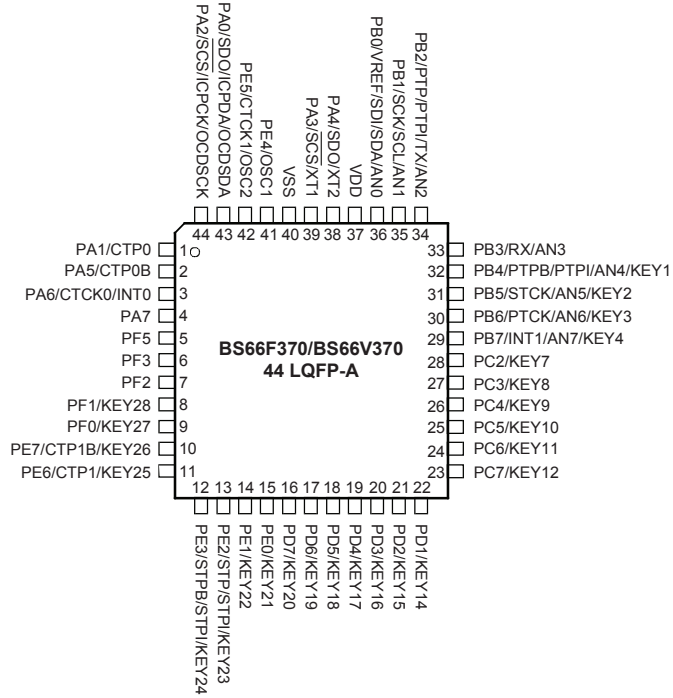 PA2/SCS/ICPCK/OCDSCK
PA0/SDO/ICPDA/OCDSDA
PE5/CTCK1/OSC2
PE4/OSC1
VSS
PA3/SCS/XT1
PA4/SDO/XT2
VDD
PB0/VREF/SDI/SDA/AN0
PB1/SCK/SCL/AN1
PB2/PTP/PTPI/TX/AN2
44 43 42 41 40 39 38 37 36 35 34
PA1/CTP0 1
PA5/CTP0B 2
PA6/CTCK0/INT0 3
PA7 4
PF5 5
PF3 6
PF2 7
PF1/KEY28 8
PF0/KEY27 9
PE7/CTP1B/KEY26 10
PE6/CTP1/KEY25 11
BS66F370/BS66V370
44 LQFP-A
33 PB3/RX/AN3
32 PB4/PTPB/PTPI/AN4/KEY1
31 PB5/STCK/AN5/KEY2
30 PB6/PTCK/AN6/KEY3
29 PB7/INT1/AN7/KEY4
28 PC2/KEY7
27 PC3/KEY8
26 PC4/KEY9
25 PC5/KEY10
24 PC6/KEY11
23 PC7/KEY12
12 13 14 15 16 17 18 19 20 21 22
PE3/STPB/STPI/KEY24
PE2/STP/STPI/KEY23
PE1/KEY22
PE0/KEY21
PD7/KEY20
PD6/KEY19
PD5/KEY18
PD4/KEY17
PD3/KEY16
PD2/KEY15
PD1/KEY14